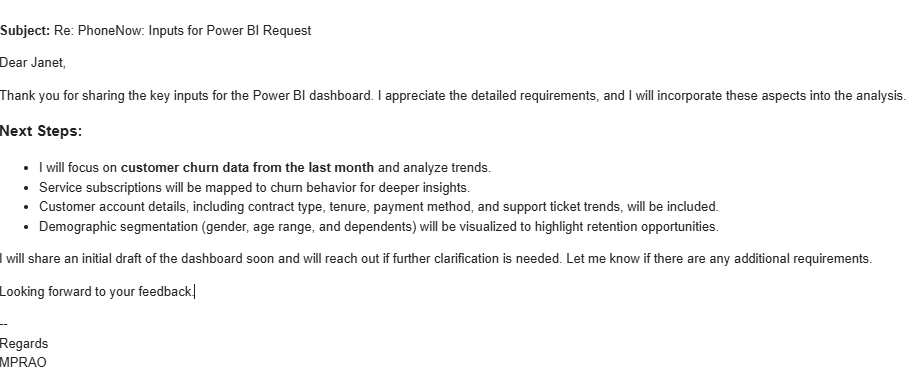 Subject: Re: PhoneNow: Inputs for Power BI Request
Dear Janet,
Thank you for sharing the key inputs for the Power BI dashboard. I appreciate the detailed requirements, and I will incorporate these aspects into the analysis.
Next Steps:
• I will focus on customer churn data from the last month and analyze trends.
• Service subscriptions will be mapped to churn behavior for deeper insights.
• Customer account details, including contract type, tenure, payment method, and support ticket trends, will be included.
• Demographic segmentation (gender, age range, and dependents) will be visualized to highlight retention opportunities.
I will share an initial draft of the dashboard soon and will reach out if further clarification is needed. Let me know if there are any additional requirements.
Looking forward to your feedback.
--
Regards
MPRAO